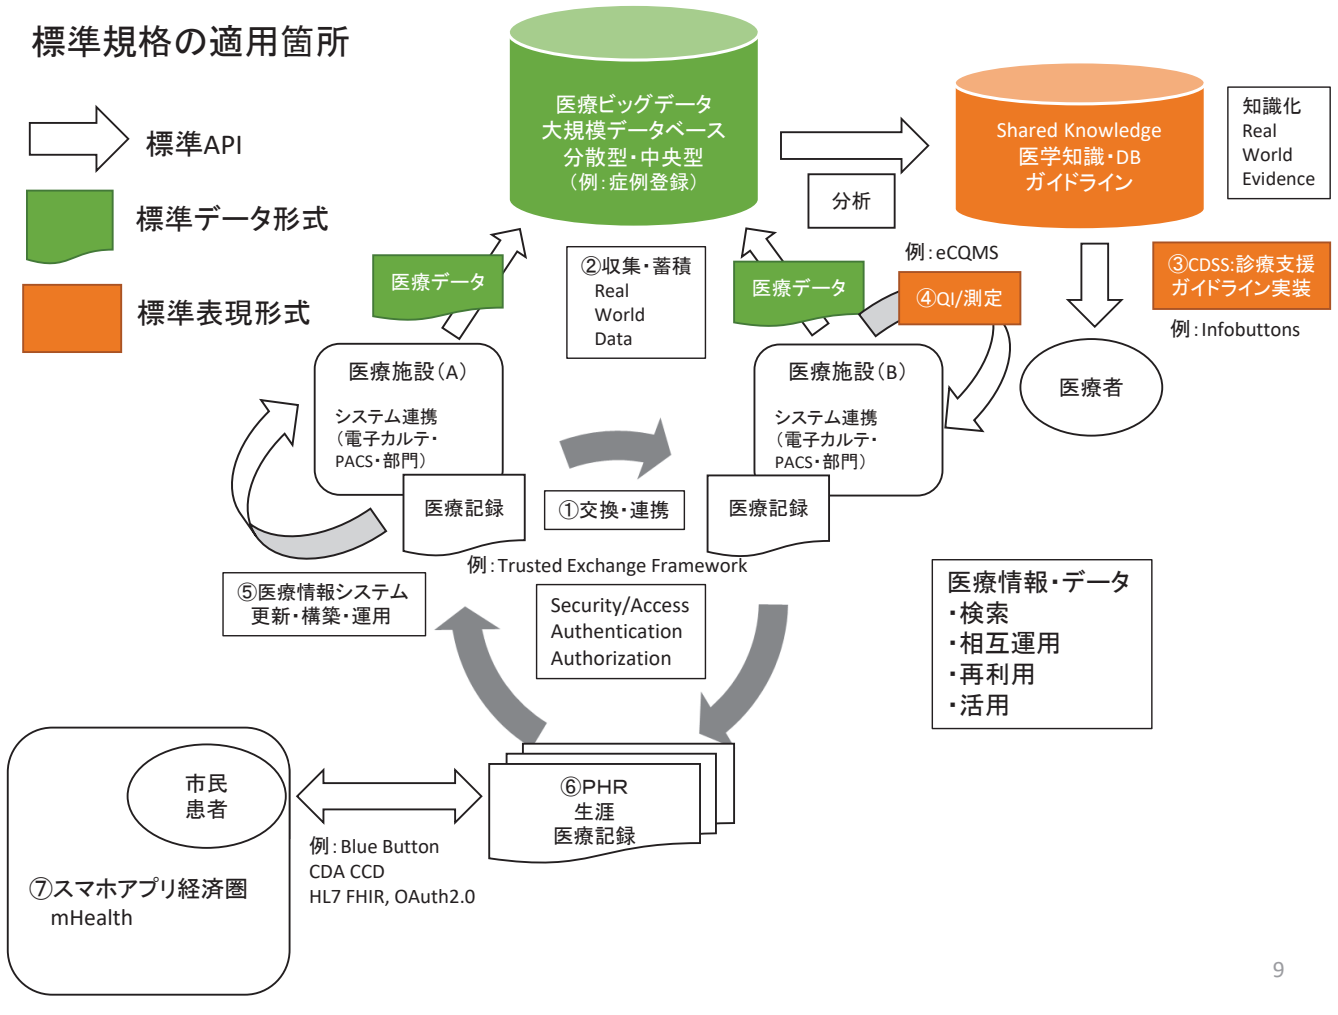 標準規格の適用箇所
標準API
標準データ形式
標準表現形式
医療ビッグデータ
大規模データベース
分散型・中央型
（例：症例登録）
分析
Shared Knowledge
医学知識・DB
ガイドライン
知識化
Real
World
Evidence
医療データ
②収集・蓄積
Real
World
Data
医療データ
例：eCQMS
④QI/測定
③CDSS:診療支援
ガイドライン実装
例：Infobuttons
医療者
医療施設（A）
システム連携
（電子カルテ・
PACS・部門）
医療記録
医療施設（B）
システム連携
（電子カルテ・
PACS・部門）
医療記録
①交換・連携
例：Trusted Exchange Framework
Security/Access
Authentication
Authorization
⑤医療情報システム
更新・構築・運用
医療情報・データ
・検索
・相互運用
・再利用
・活用
市民
患者
⑦スマホアプリ経済圏
mHealth
例：Blue Button
CDA CCD
HL7 FHIR, OAuth2.0
⑥PHR
生涯
医療記録
9